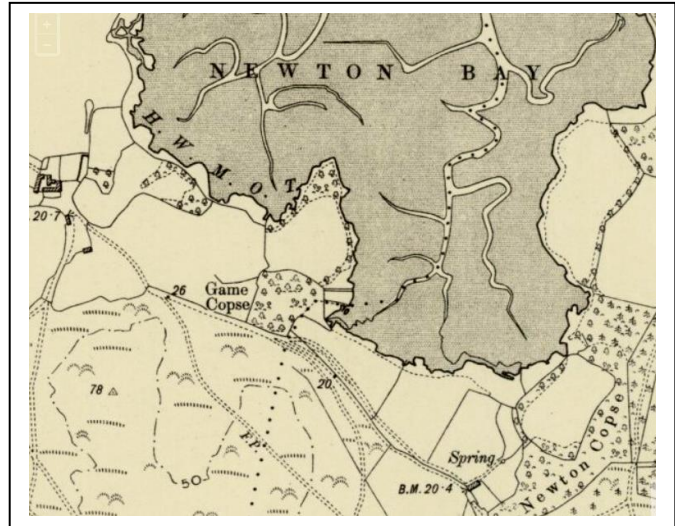 NEWTON BAY
H. W. M. O. T.
20·7
26
Game
Copse
78
20
F.P.
50
Spring
B.M. 20·4
Newton Copse